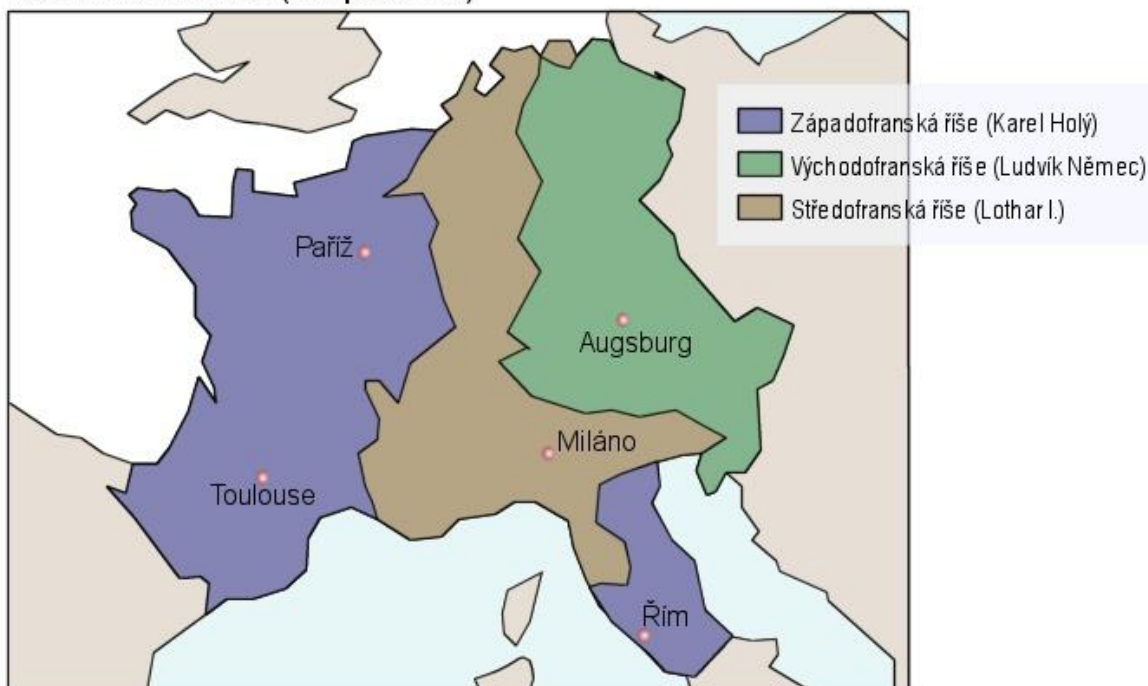 Západofranská říše (Karel Holý)
Východofranská říše (Ludvík Němec)
Středofranská říše (Lothar I.)
Paříž
Augsburg
Miláno
Toulouse
Řím